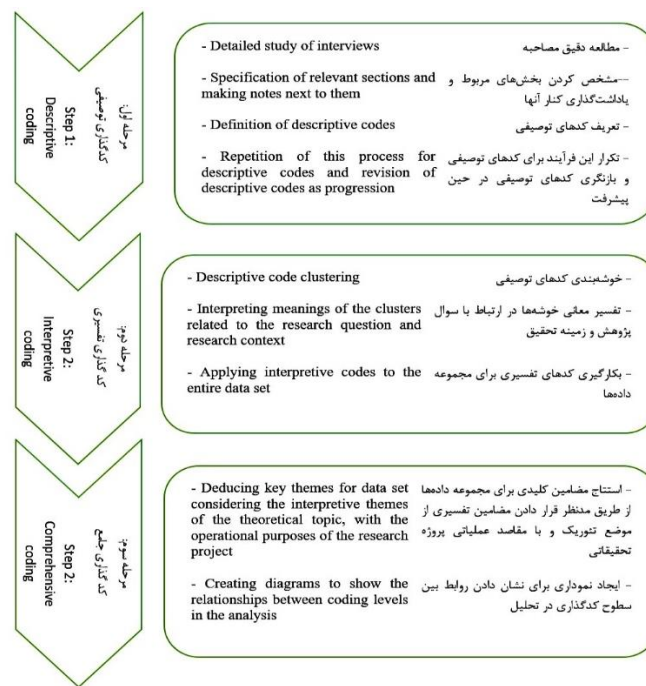 مرحله اول:
کدگذاری توصیفی
Step 1:
Descriptive
coding
- Detailed study of interviews
- Specification of relevant sections and
making notes next to them
- Definition of descriptive codes
- Repetition of this process for
descriptive codes and revision of
descriptive codes as progression
- مطالعه دقیق مصاحبه
--مشخص کردن بخش‌های مربوط و
یاداشت‌گذاری کنار آنها
- تعریف کدهای توصیفی
- تکرار این فرآیند برای کدهای توصیفی
و بازنگری کدهای توصیفی در حین
پیشرفت
مرحله دوم:
کد گذاری تفسیری
Step 2:
Interpretive
coding
- Descriptive code clustering
- Interpreting meanings of the clusters
related to the research question and
research context
- Applying interpretive codes to the
entire data set
- خوشه‌بندی کدهای توصیفی
- تفسیر معانی خوشه‌ها در ارتباط با سوال
پژوهش و زمینه تحقیق
- بکارگیری کدهای تفسیری برای مجموعه
داده‌ها
مرحله سوم:
کد گذاری جامع
Step 2:
Comprehensive
coding
- Deducing key themes for data set
considering the interpretive themes
of the theoretical topic, with the
operational purposes of the research
project
- Creating diagrams to show the
relationships between coding levels
in the analysis
- استنتاج مضامین کلیدی برای مجموعه داده‌ها
از طریق مدنظر قرار دادن مضامین تفسیری از
موضع تئوریک و با مقاصد عملیاتی پروژه
تحقیقاتی
- ایجاد نموداری برای نشان دادن روابط بین
سطوح کدگذاری در تحلیل